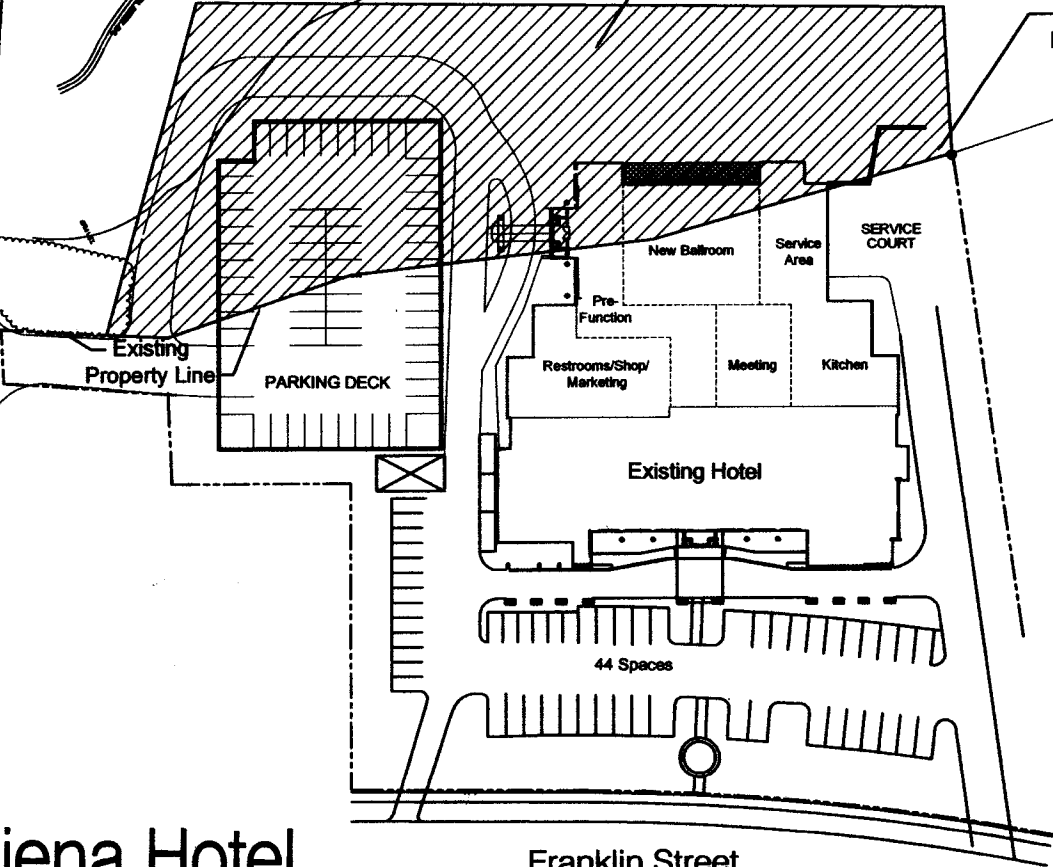 SERVICE
COURT
New Ballroom
Service
Area
Pre-
Function
Existing
Property Line
PARKING DECK
Restrooms/Shop/
Marketing
Meeting
Kitchen
Existing Hotel
44 Spaces
iena Hotel
Franklin Street